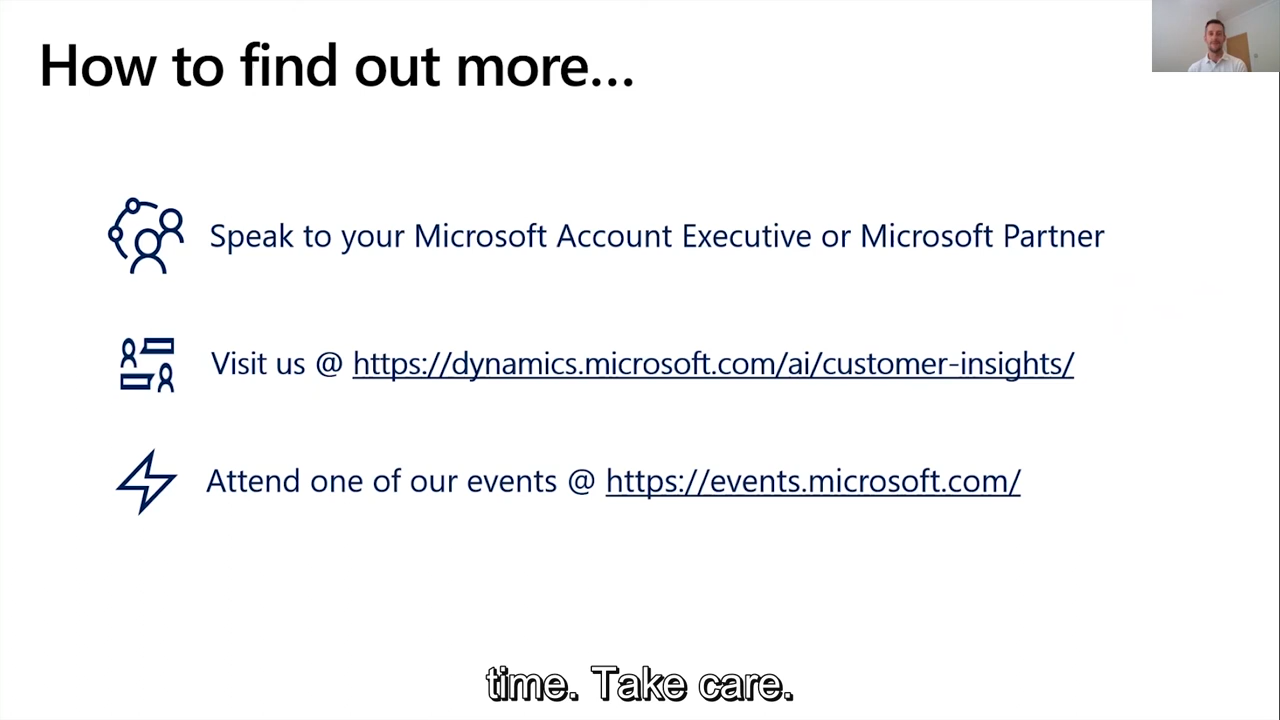 How to find out more...
Speak to your Microsoft Account Executive or Microsoft Partner
Visit us @ https://dynamics.microsoft.com/ai/customer-insights/
Attend one of our events @ https://events.microsoft.com/
time. Take care.